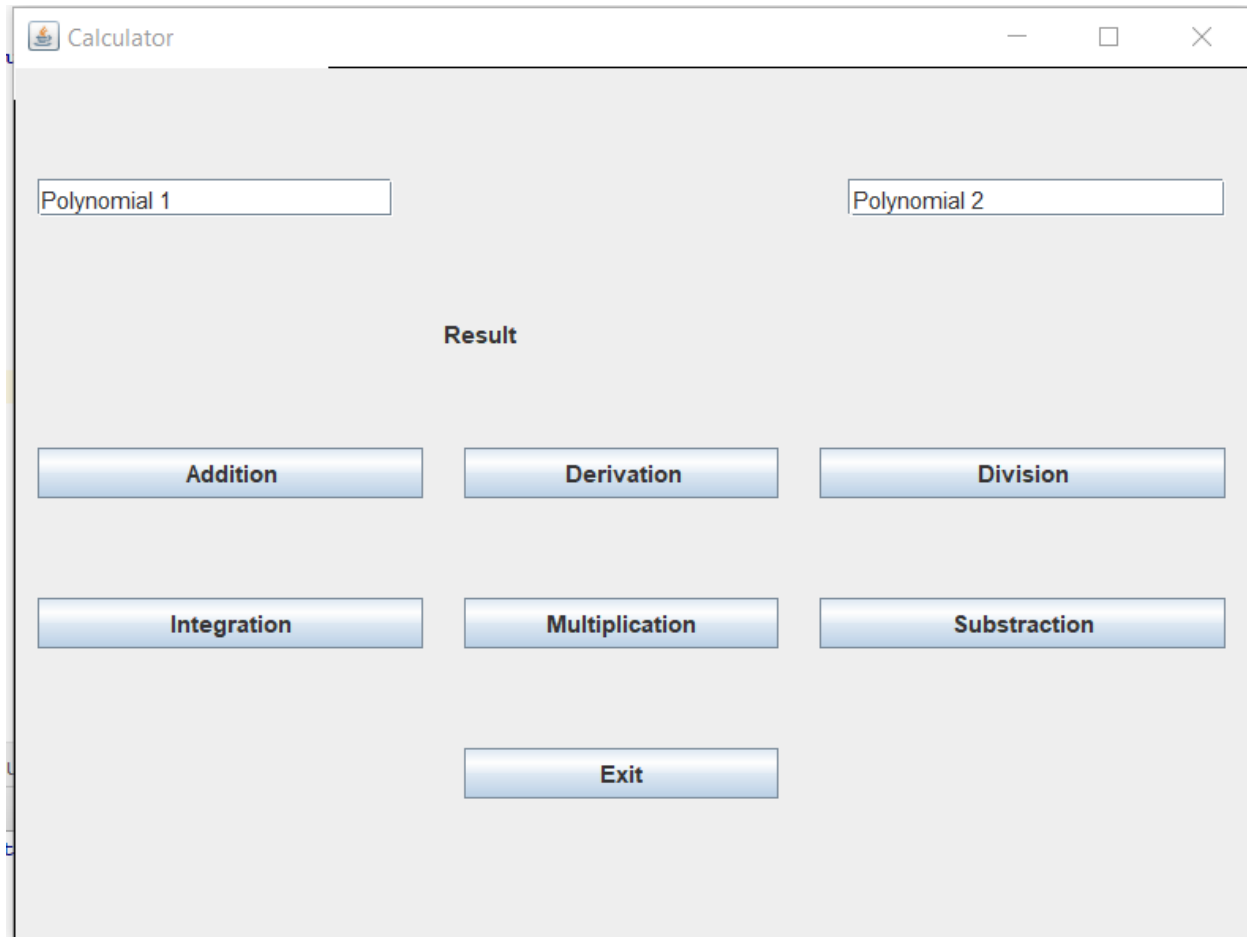 Calculator
Polynomial 1 Polynomial 2
Result
Addition Derivation Division
Integration Multiplication Substraction
Exit